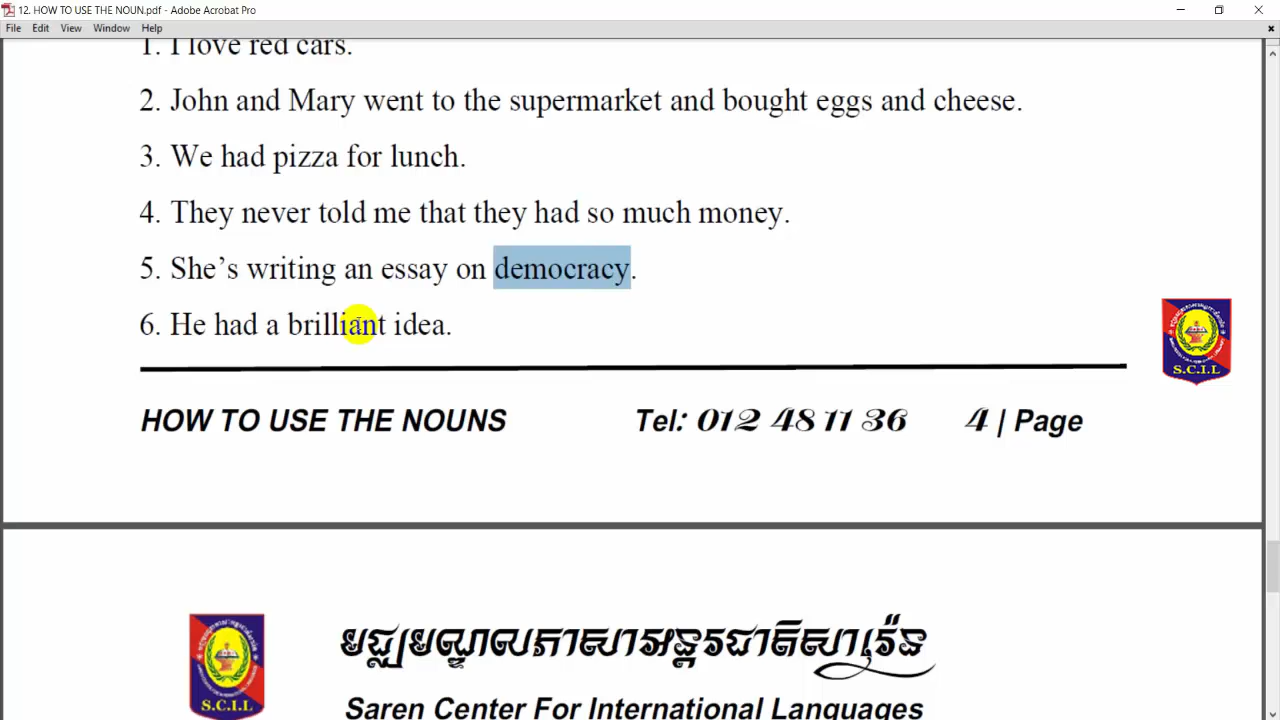 12. HOW TO USE THE NOUN.pdf - Adobe Acrobat Pro
File Edit View Window Help
1. I love red cars.
2. John and Mary went to the supermarket and bought eggs and cheese.
3. We had pizza for lunch.
4. They never told me that they had so much money.
5. She’s writing an essay on democracy.
6. He had a brilliant idea.
S.C.I.L
HOW TO USE THE NOUNS Tel: 012 48 11 36 4 | Page
មជ្ឈមណ្ឌលភាសាអន្តរជាតិសារ៉េន
S.C.I.L
Saren Center For International Languages